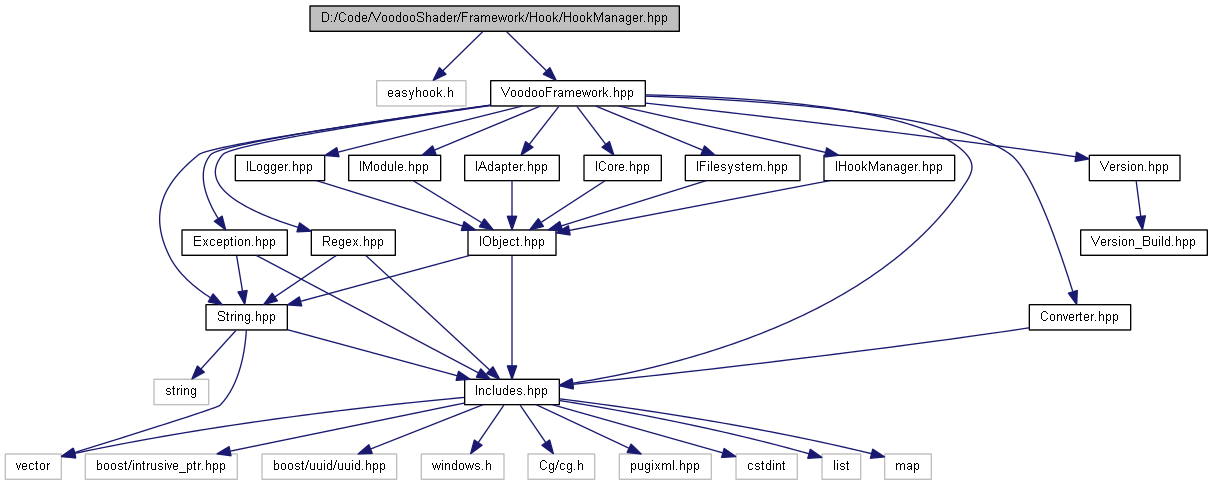 D:/Code/VoodooShader/Framework/Hook/HookManager.hpp
easyhook.h
VoodooFramework.hpp
ILogger.hpp
IModule.hpp
IAdapter.hpp
ICore.hpp
IFilesystem.hpp
IHookManager.hpp
Version.hpp
Exception.hpp
Regex.hpp
IObject.hpp
Version_Build.hpp
String.hpp
Converter.hpp
string
Includes.hpp
vector
boost/intrusive_ptr.hpp
boost/uuid/uuid.hpp
windows.h
Cg/cg.h
pugixml.hpp
cstdint
list
map